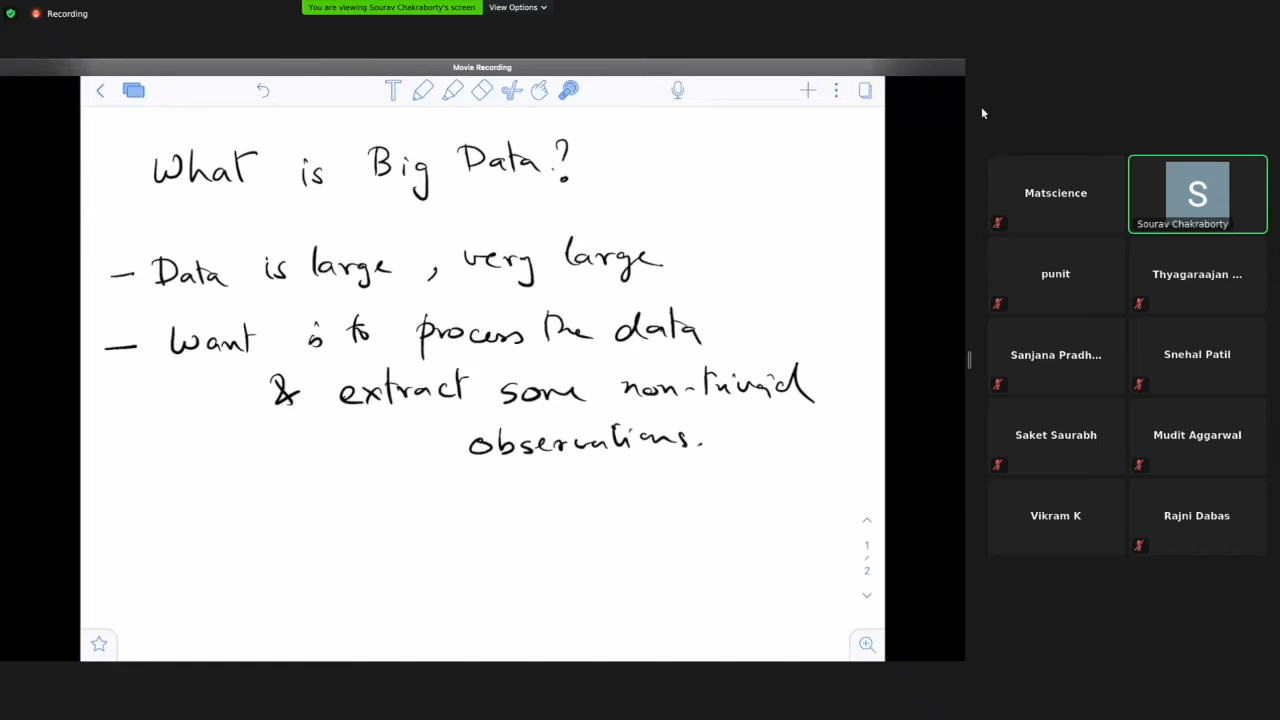 Recording
You are viewing Sourav Chakraborty's screen
View Options
Movie Recording
What is Big Data?
- Data is large, very large
- Want is to process the data
& extract some non-trivial
observations.
1
/
2
Matscience
S
Sourav Chakraborty
punit
Thyagaraajan ...
Sanjana Pradh...
Snehal Patil
Saket Saurabh
Mudit Aggarwal
Vikram K
Rajni Dabas